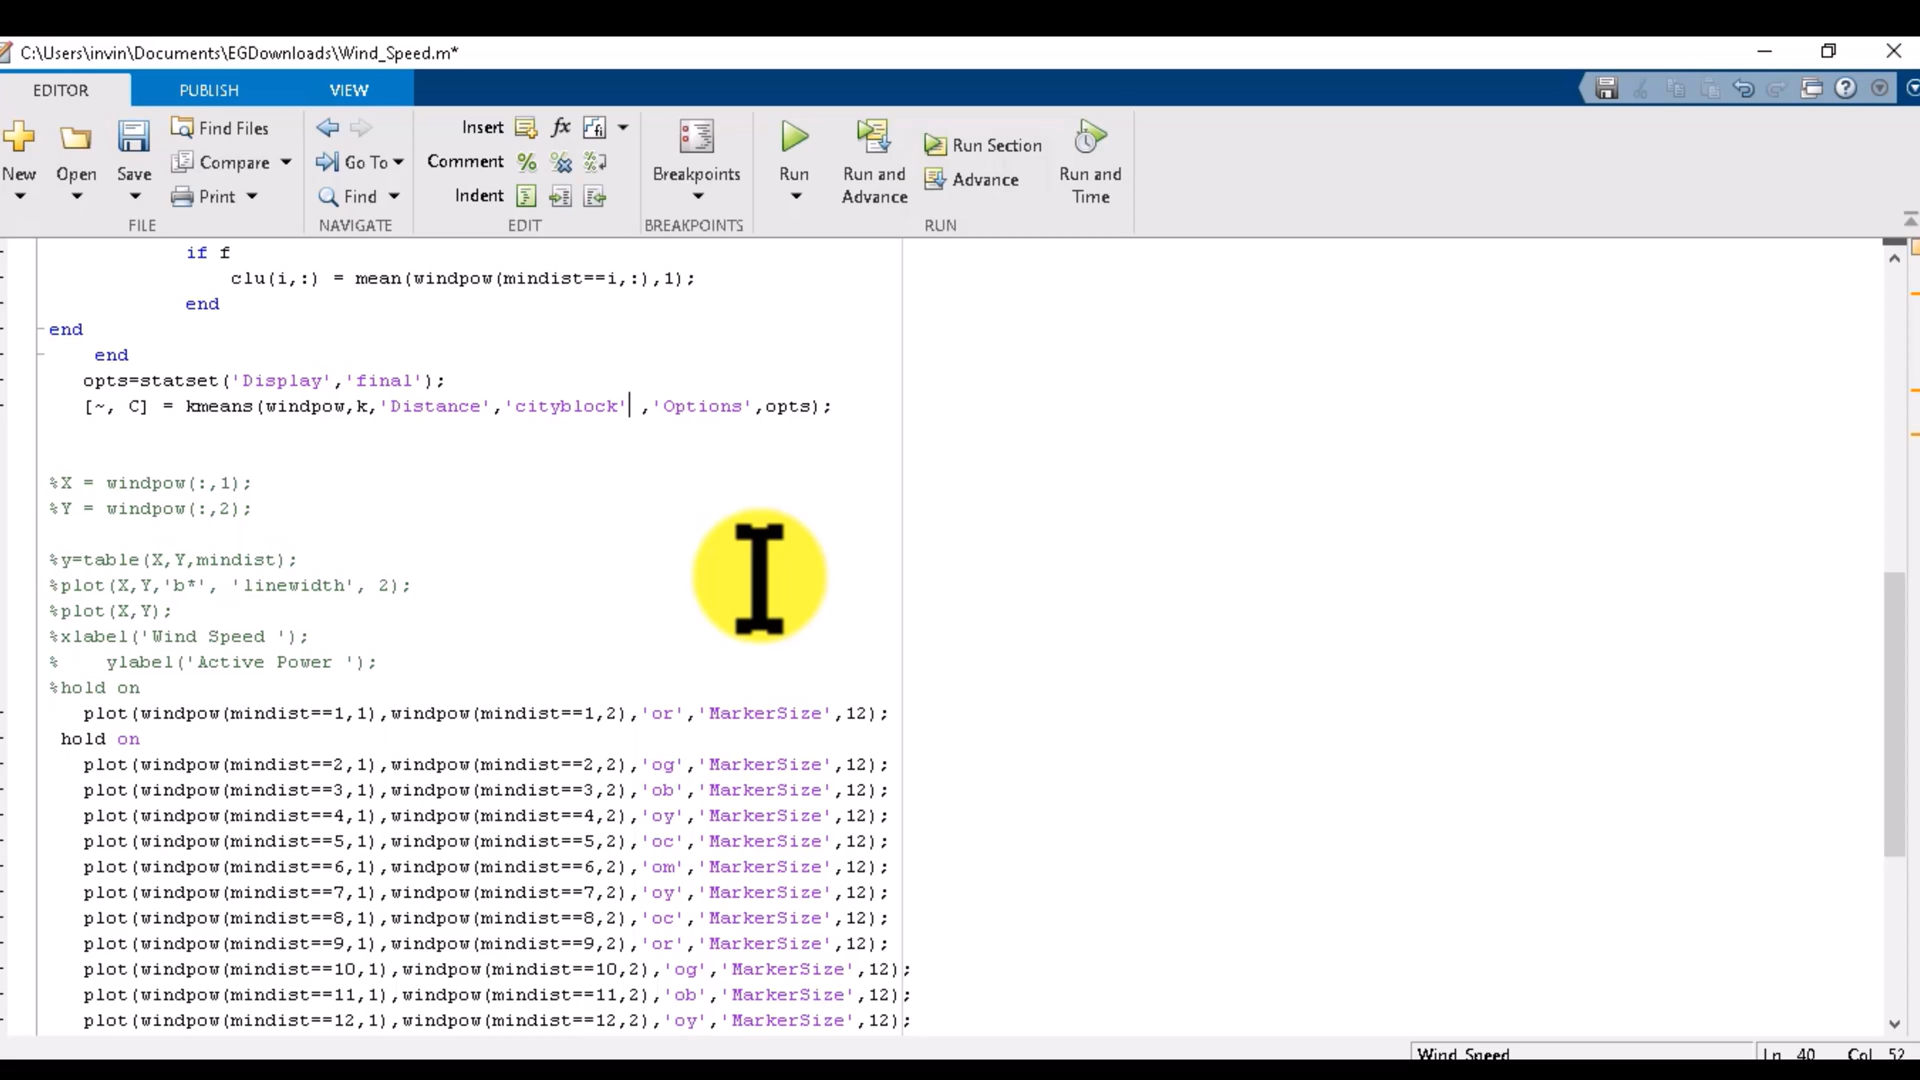 C:\Users\invin\Documents\EGDownloads\Wind_Speed.m*
EDITOR PUBLISH VIEW
New Open Save Find Files Compare Print
Go To Find
Insert fx
Comment
Indent
Breakpoints Run Run and Advance Run Section Advance Run and Time
FILE NAVIGATE EDIT BREAKPOINTS RUN
if f
clu(i,:) = mean(windpow(mindist==i,:),1);
end
end
end
opts=statset('Display','final');
[~, C] = kmeans(windpow,k,'Distance','cityblock' ,'Options',opts);
%X = windpow(:,1);
%Y = windpow(:,2);
%y=table(X,Y,mindist);
%plot(X,Y,'b*', 'linewidth', 2);
%plot(X,Y);
%xlabel('Wind Speed ');
%    ylabel('Active Power ');
%hold on
plot(windpow(mindist==1,1),windpow(mindist==1,2),'or','MarkerSize',12);
hold on
plot(windpow(mindist==2,1),windpow(mindist==2,2),'og','MarkerSize',12);
plot(windpow(mindist==3,1),windpow(mindist==3,2),'ob','MarkerSize',12);
plot(windpow(mindist==4,1),windpow(mindist==4,2),'oy','MarkerSize',12);
plot(windpow(mindist==5,1),windpow(mindist==5,2),'oc','MarkerSize',12);
plot(windpow(mindist==6,1),windpow(mindist==6,2),'om','MarkerSize',12);
plot(windpow(mindist==7,1),windpow(mindist==7,2),'oy','MarkerSize',12);
plot(windpow(mindist==8,1),windpow(mindist==8,2),'oc','MarkerSize',12);
plot(windpow(mindist==9,1),windpow(mindist==9,2),'or','MarkerSize',12);
plot(windpow(mindist==10,1),windpow(mindist==10,2),'og','MarkerSize',12);
plot(windpow(mindist==11,1),windpow(mindist==11,2),'ob','MarkerSize',12);
plot(windpow(mindist==12,1),windpow(mindist==12,2),'oy','MarkerSize',12);
Wind_Speed Ln 40 Col 52